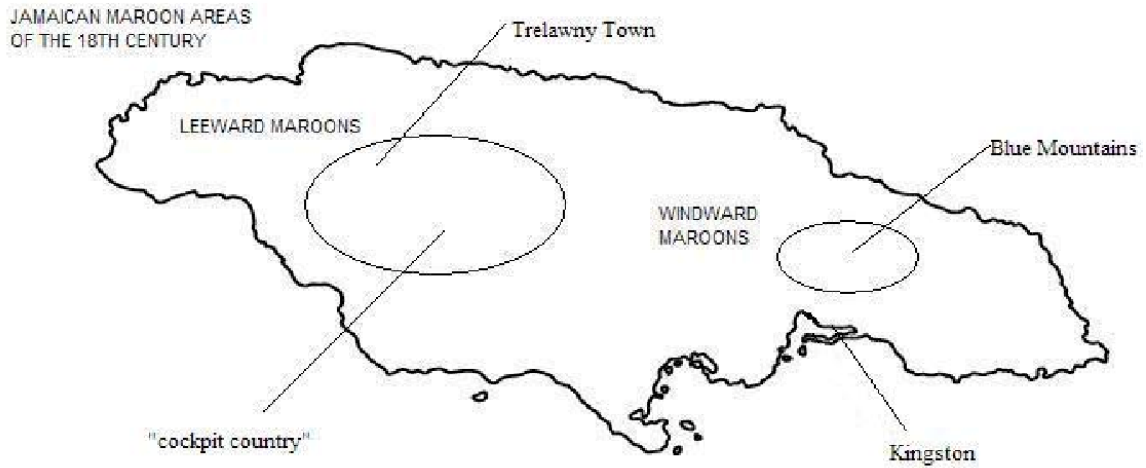 JAMAICAN MAROON AREAS
OF THE 18TH CENTURY
Trelawny Town
LEEWARD MAROONS
Blue Mountains
WINDWARD
MAROONS
"cockpit country"
Kingston